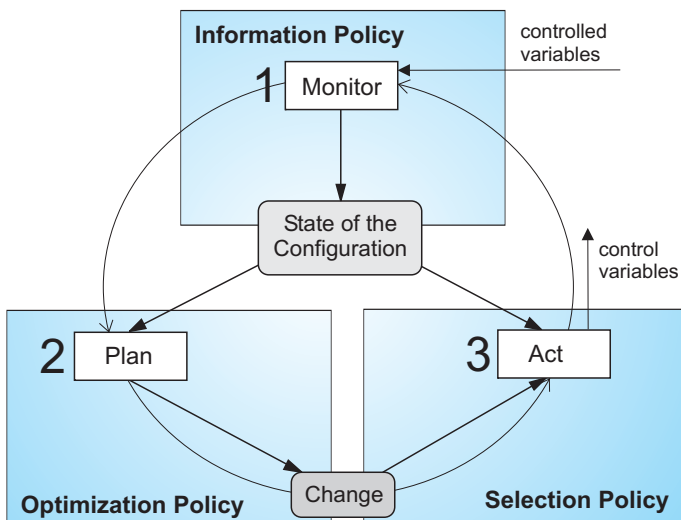 Information Policy
controlled
variables
1
Monitor
State of the
Configuration
control
variables
2
Plan
3
Act
Change
Optimization Policy
Selection Policy